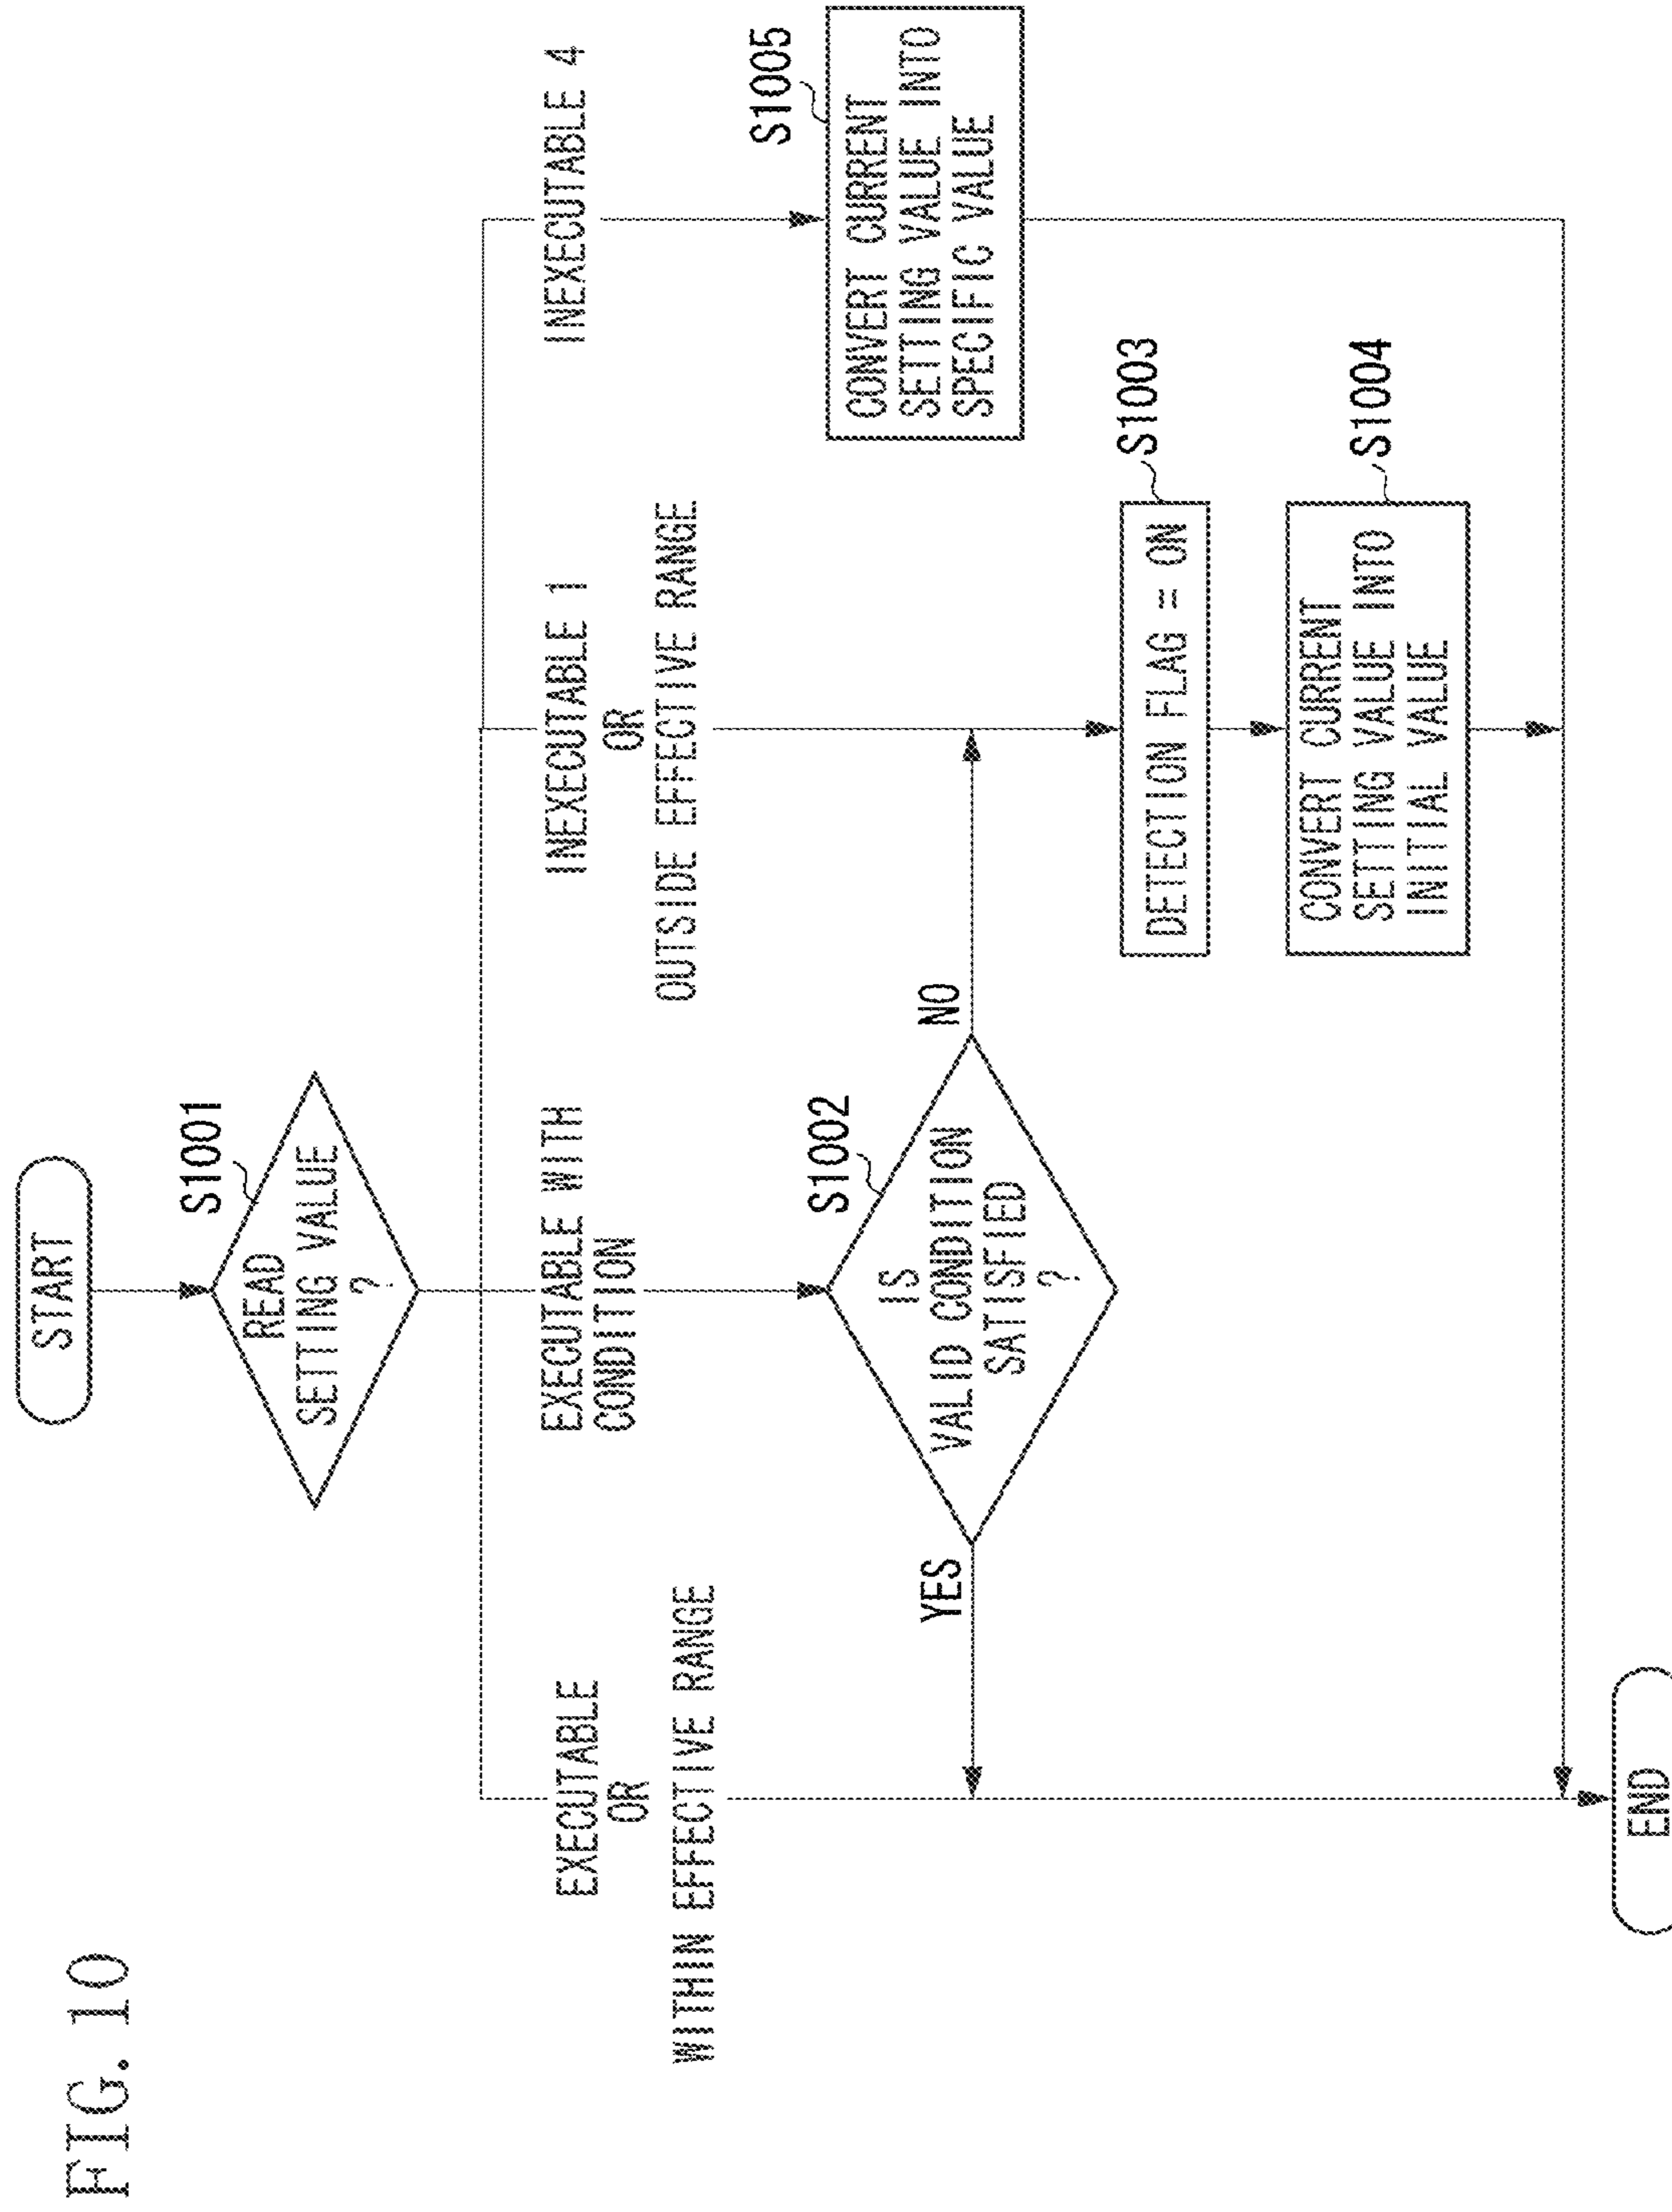 FIG. 10
START
S1001
READ
SETTING VALUE
?
EXECUTABLE
OR
WITHIN EFFECTIVE RANGE
EXECUTABLE WITH
CONDITION
INEXECUTABLE 1
OR
OUTSIDE EFFECTIVE RANGE
INEXECUTABLE 4
S1002
IS
VALID CONDITION
SATISFIED
?
YES
NO
S1005
CONVERT CURRENT
SETTING VALUE INTO
SPECIFIC VALUE
S1003
DETECTION FLAG = ON
S1004
CONVERT CURRENT
SETTING VALUE INTO
INITIAL VALUE
END